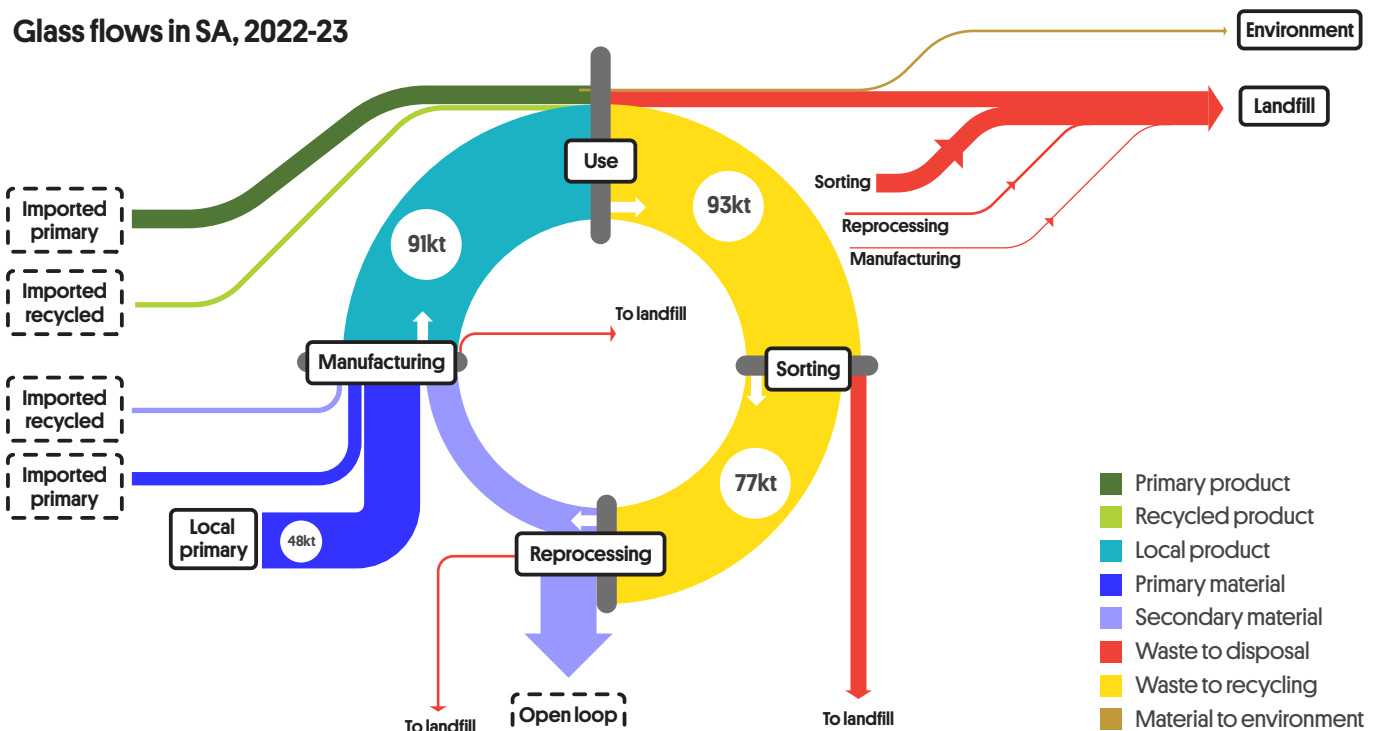 Glass flows in SA, 2022-23
Environment
Landfill
Use
Sorting
93kt
Imported
primary
Reprocessing
91kt
Manufacturing
Imported
recycled
To landfill
Manufacturing
Sorting
Imported
recycled
Imported
primary
77kt
Local
primary
48kt
Reprocessing
To landfill
Open loop
To landfill
Primary product
Recycled product
Local product
Primary material
Secondary material
Waste to disposal
Waste to recycling
Material to environment